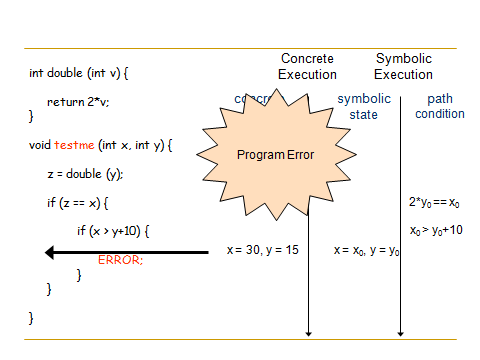 Concrete Execution
Symbolic Execution
int double (int v) {
return 2*v;
}
void testme (int x, int y) {
z = double (y);
if (z == x) {
if (x > y+10) {
ERROR;
}
}
}
symbolic state
path condition
Program Error
2*y₀ == x₀
x₀ > y₀+10
x = 30, y = 15
x = x₀, y = y₀